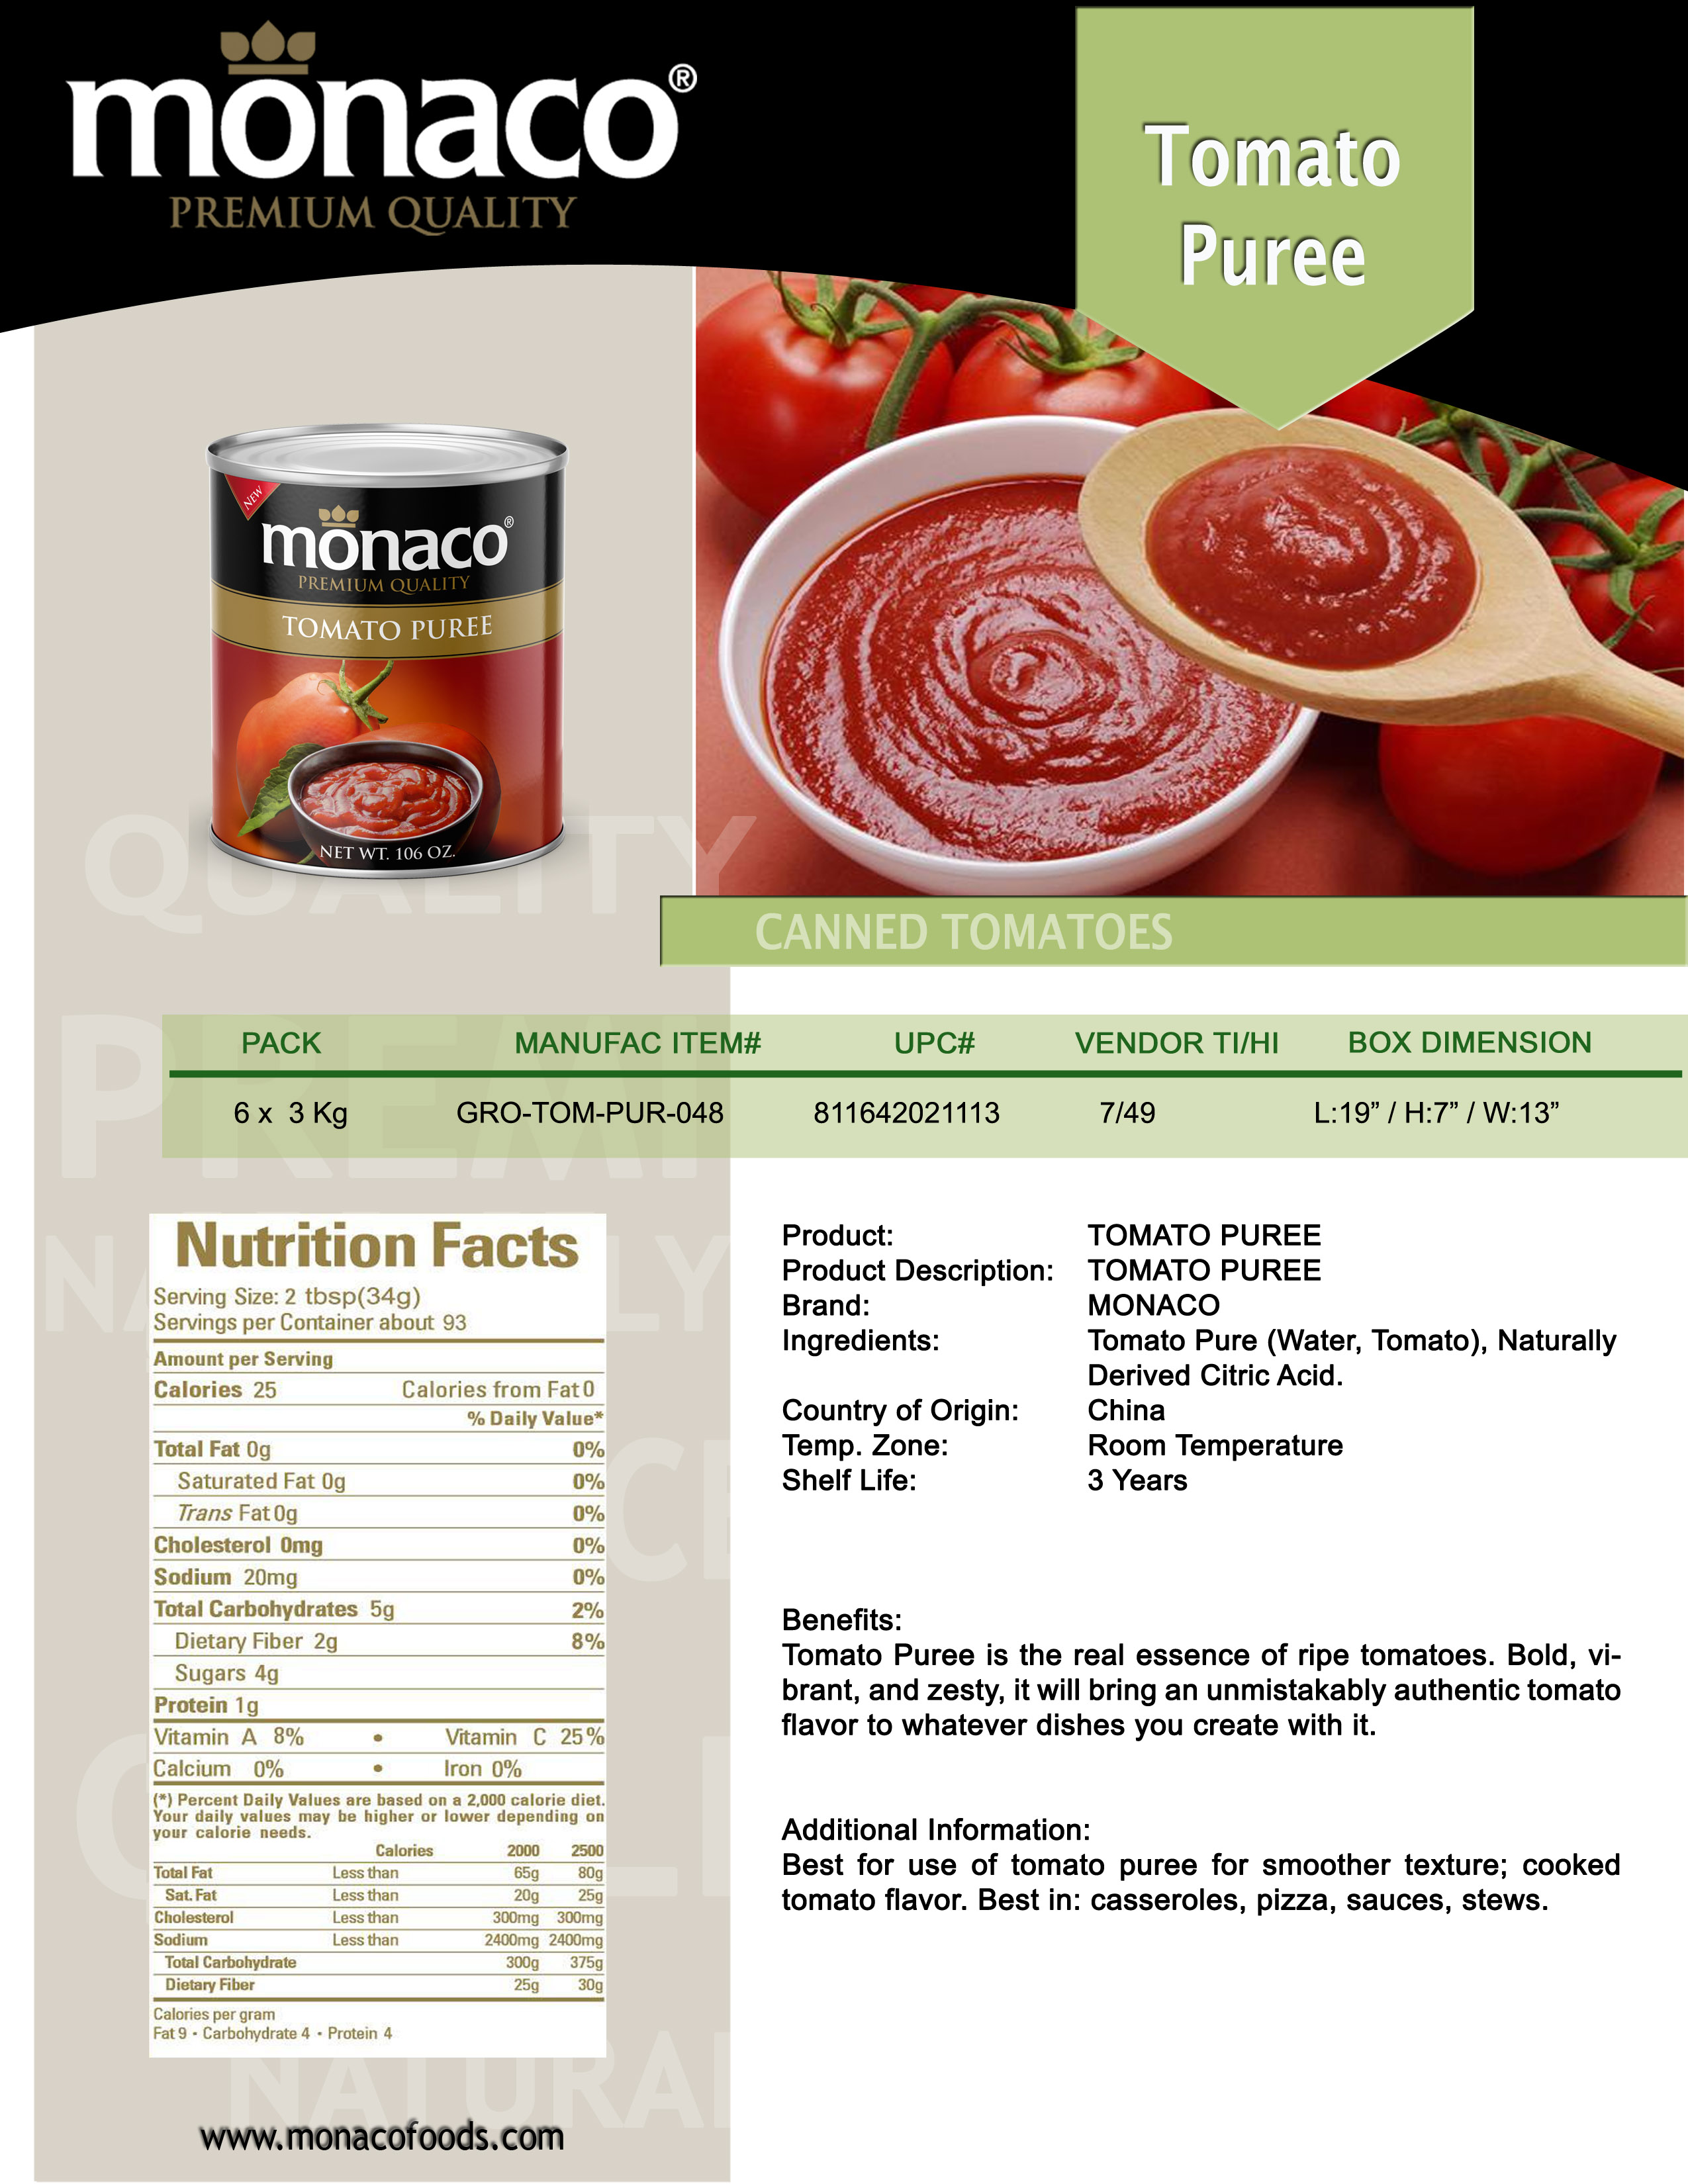 monaco®
PREMIUM QUALITY
Tomato
Puree
NEW
monaco®
PREMIUM QUALITY
TOMATO PUREE
NET WT. 106 OZ.
QUALITY
CANNED TOMATOES
PACK MANUFAC ITEM# UPC# VENDOR TI/HI BOX DIMENSION
6 x 3 Kg GRO-TOM-PUR-048 811642021113 7/49 L:19” / H:7” / W:13”
Nutrition Facts
Serving Size: 2 tbsp(34g)
Servings per Container about 93
Amount per Serving
Calories 25 Calories from Fat 0
% Daily Value*
Total Fat 0g 0%
Saturated Fat 0g 0%
Trans Fat 0g 0%
Cholesterol 0mg 0%
Sodium 20mg 0%
Total Carbohydrates 5g 2%
Dietary Fiber 2g 8%
Sugars 4g
Protein 1g
Vitamin A 8% • Vitamin C 25%
Calcium 0% • Iron 0%
(*) Percent Daily Values are based on a 2,000 calorie diet.
Your daily values may be higher or lower depending on
your calorie needs.
Calories 2000 2500
Total Fat Less than 65g 80g
Sat. Fat Less than 20g 25g
Cholesterol Less than 300mg 300mg
Sodium Less than 2400mg 2400mg
Total Carbohydrate 300g 375g
Dietary Fiber 25g 30g
Calories per gram
Fat 9 • Carbohydrate 4 • Protein 4
Product: TOMATO PUREE
Product Description: TOMATO PUREE
Brand: MONACO
Ingredients: Tomato Pure (Water, Tomato), Naturally
Derived Citric Acid.
Country of Origin: China
Temp. Zone: Room Temperature
Shelf Life: 3 Years
Benefits:
Tomato Puree is the real essence of ripe tomatoes. Bold, vi-
brant, and zesty, it will bring an unmistakably authentic tomato
flavor to whatever dishes you create with it.
Additional Information:
Best for use of tomato puree for smoother texture; cooked
tomato flavor. Best in: casseroles, pizza, sauces, stews.
NATURAL
www.monacofoods.com